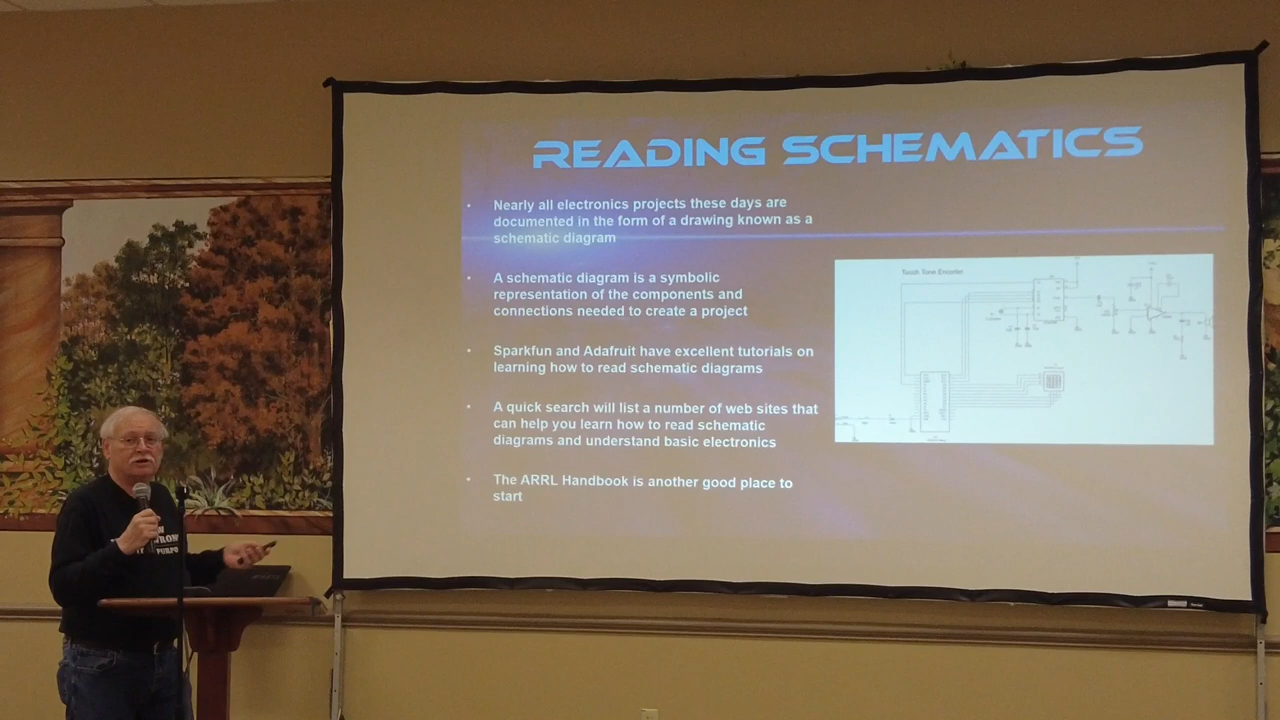 READING SCHEMATICS
• Nearly all electronics projects these days are
documented in the form of a drawing known as a
schematic diagram
• A schematic diagram is a symbolic
representation of the components and
connections needed to create a project
• Sparkfun and Adafruit have excellent tutorials on
learning how to read schematic diagrams
• A quick search will list a number of web sites that
can help you learn how to read schematic
diagrams and understand basic electronics
• The ARRL Handbook is another good place to
start
Touch Tone Encoder